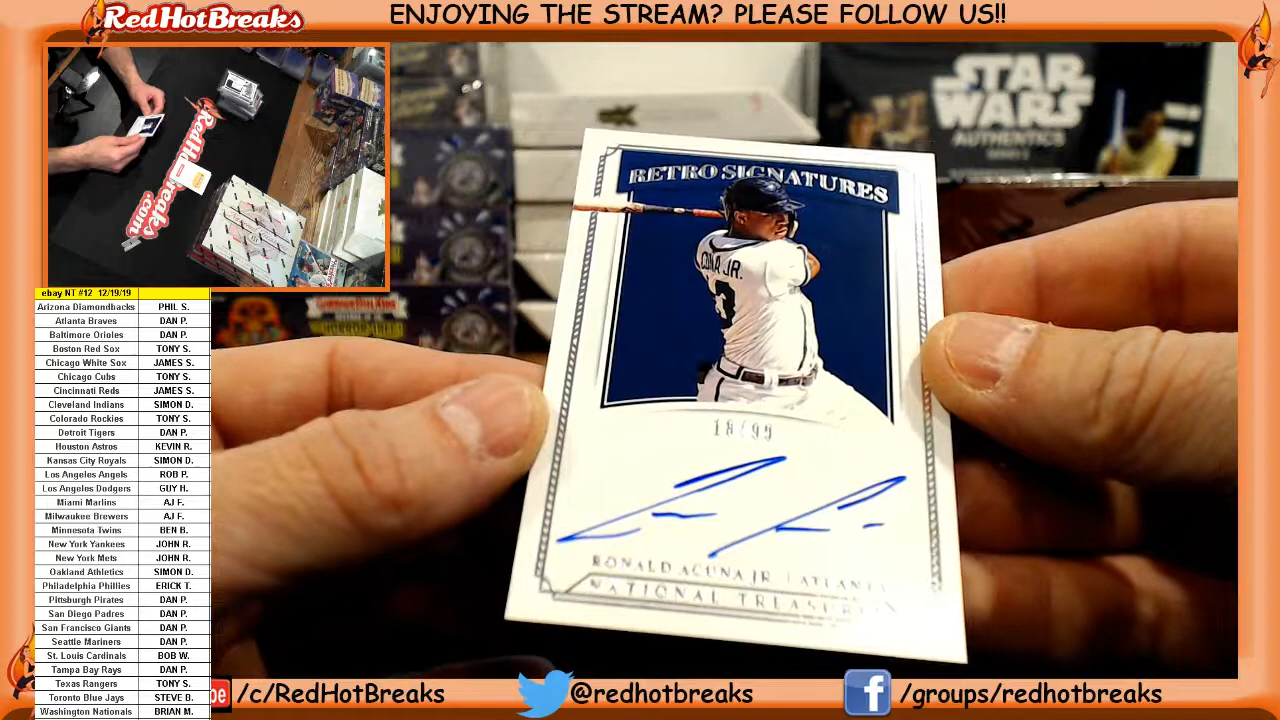 RedHotBreaks
ENJOYING THE STREAM? PLEASE FOLLOW US!!
RedHotBreaks
.com
STAR
WARS
AUTHENTICS
RETRO SIGNATURES
CUNA JR.
18/99
RONALD ACUNA JR. | ATLANTA
NATIONAL TREASURES
ebay NT #12 12/19/19
Arizona Diamondbacks PHIL S.
Atlanta Braves DAN P.
Baltimore Orioles DAN P.
Boston Red Sox TONY S.
Chicago White Sox JAMES S.
Chicago Cubs TONY S.
Cincinnati Reds JAMES S.
Cleveland Indians SIMON D.
Colorado Rockies TONY S.
Detroit Tigers DAN P.
Houston Astros KEVIN R.
Kansas City Royals SIMON D.
Los Angeles Angels ROB P.
Los Angeles Dodgers GUY H.
Miami Marlins AJ F.
Milwaukee Brewers AJ F.
Minnesota Twins BEN B.
New York Yankees JOHN R.
New York Mets JOHN R.
Oakland Athletics SIMON D.
Philadelphia Phillies ERICK T.
Pittsburgh Pirates DAN P.
San Diego Padres DAN P.
San Francisco Giants DAN P.
Seattle Mariners DAN P.
St. Louis Cardinals BOB W.
Tampa Bay Rays DAN P.
Texas Rangers TONY S.
Toronto Blue Jays STEVE B.
Washington Nationals BRIAN M.
be /c/RedHotBreaks
@redhotbreaks
f /groups/redhotbreaks